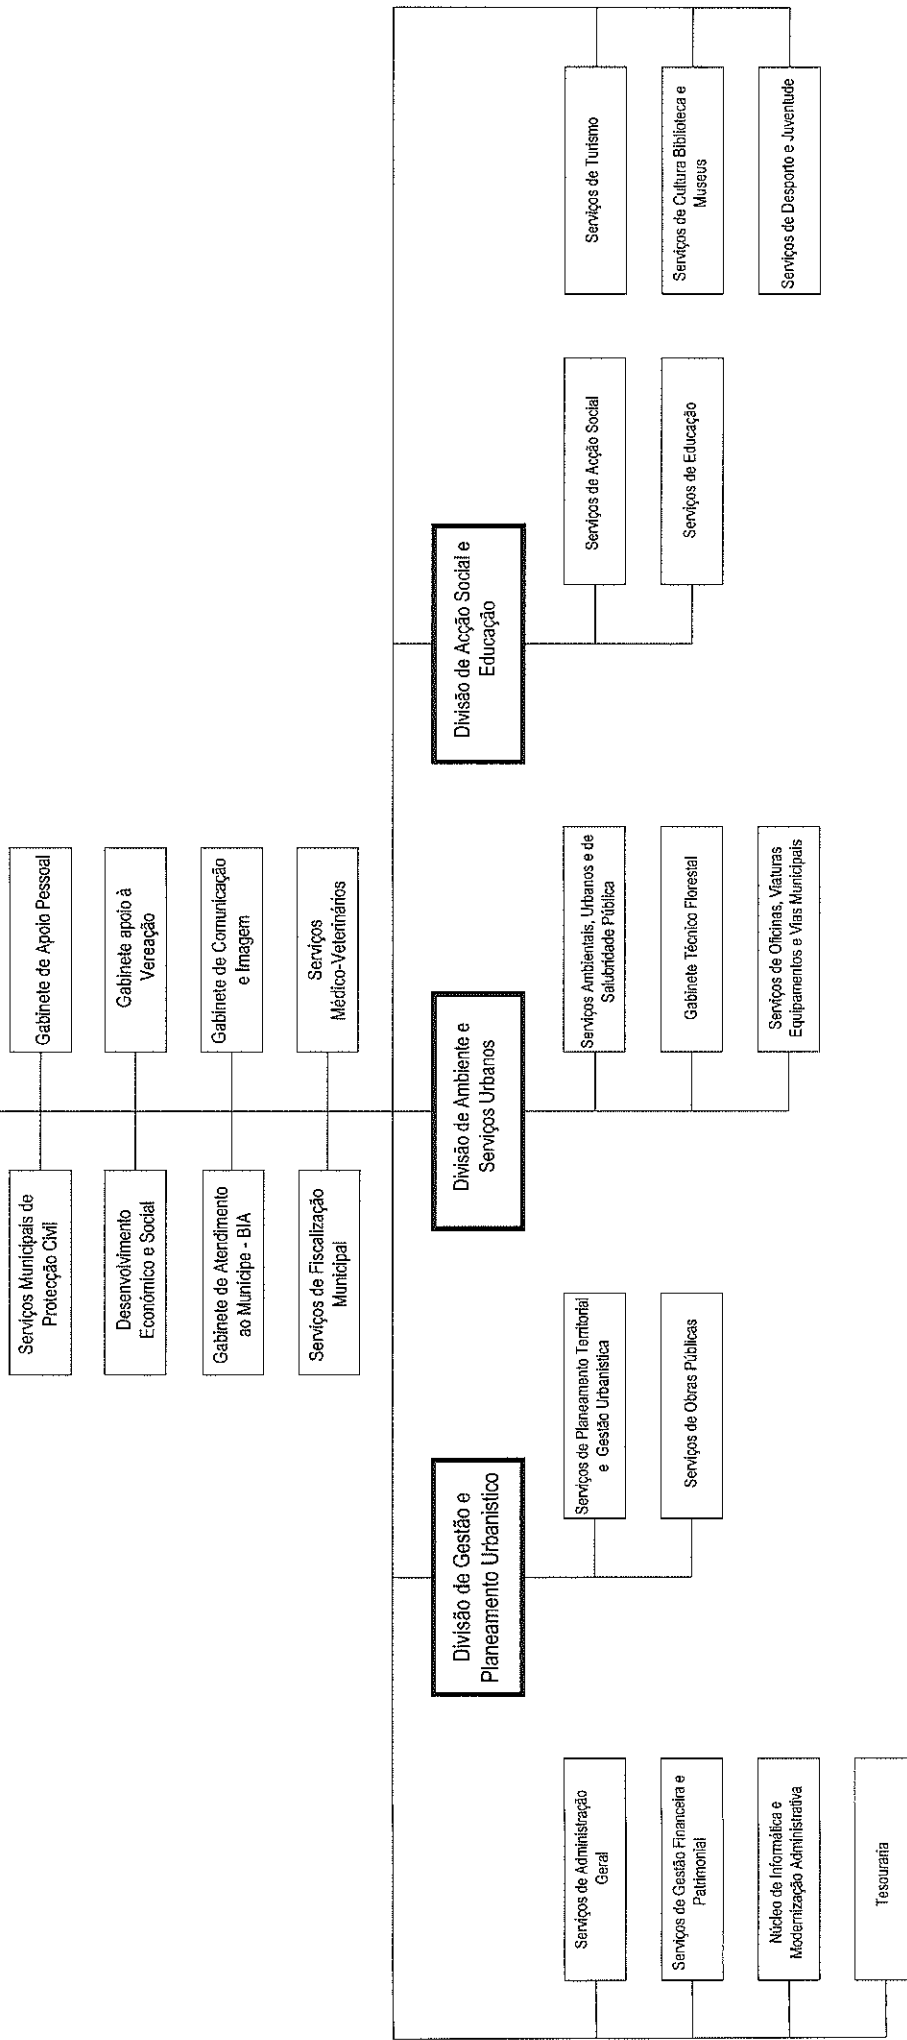 Serviços Municipais de
Protecção Civil
Gabinete de Apoio Pessoal
Desenvolvimento
Económico e Social
Gabinete apoio à
Vereação
Gabinete de Atendimento
ao Municipe - BIA
Gabinete de Comunicação
e Imagem
Serviços de Fiscalização
Municipal
Serviços
Médico-Veterinários
Divisão de Gestão e
Planeamento Urbanistico
Divisão de Ambiente e
Serviços Urbanos
Divisão de Acção Social e
Educação
Serviços de Administração
Geral
Serviços de Gestão Financeira e
Patrimonial
Núcleo de Informática e
Modernização Administrativa
Tesouraria
Serviços de Planeamento Territorial
e Gestão Urbanistica
Serviços de Obras Públicas
Serviços Ambientais, Urbanos e de
Salubridade Pública
Gabinete Técnico Florestal
Serviços de Oficinas, Viaturas
Equipamentos e Vias Municipais
Serviços de Acção Social
Serviços de Educação
Serviços de Turismo
Serviços de Cultura Biblioteca e
Museus
Serviços de Desporto e Juventude